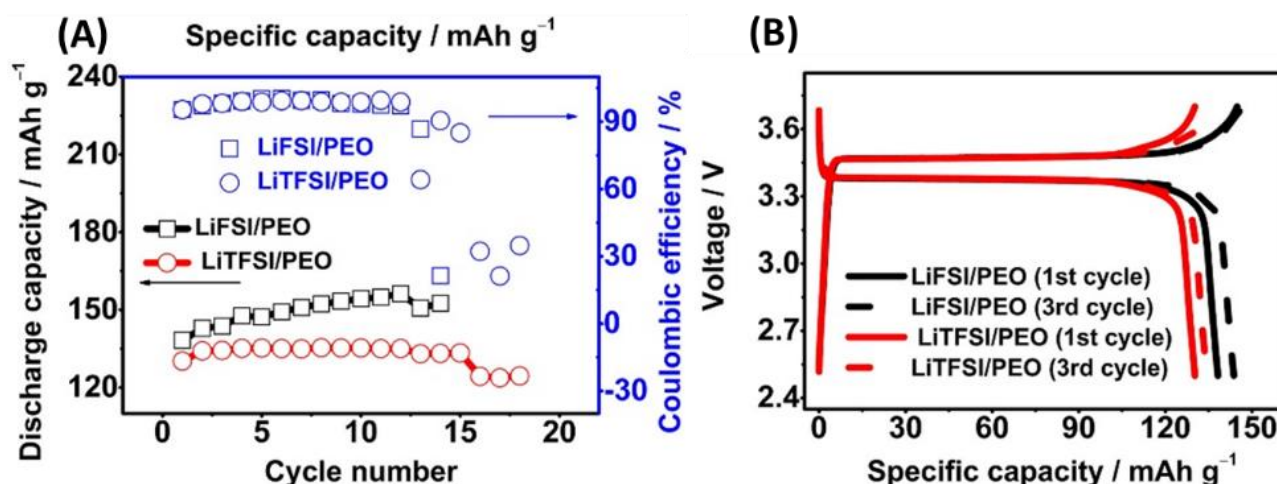 (A)
Specific capacity / mAh g⁻¹
Discharge capacity / mAh g⁻¹
240
210
180
150
120
LiFSI/PEO
LiTFSI/PEO
LiFSI/PEO
LiTFSI/PEO
90
60
30
0
-30
Coulombic efficiency / %
0 5 10 15 20
Cycle number
(B)
Voltage / V
3.6
3.3
3.0
2.7
2.4
LiFSI/PEO (1st cycle)
LiFSI/PEO (3rd cycle)
LiTFSI/PEO (1st cycle)
LiTFSI/PEO (3rd cycle)
0 30 60 90 120 150
Specific capacity / mAh g⁻¹